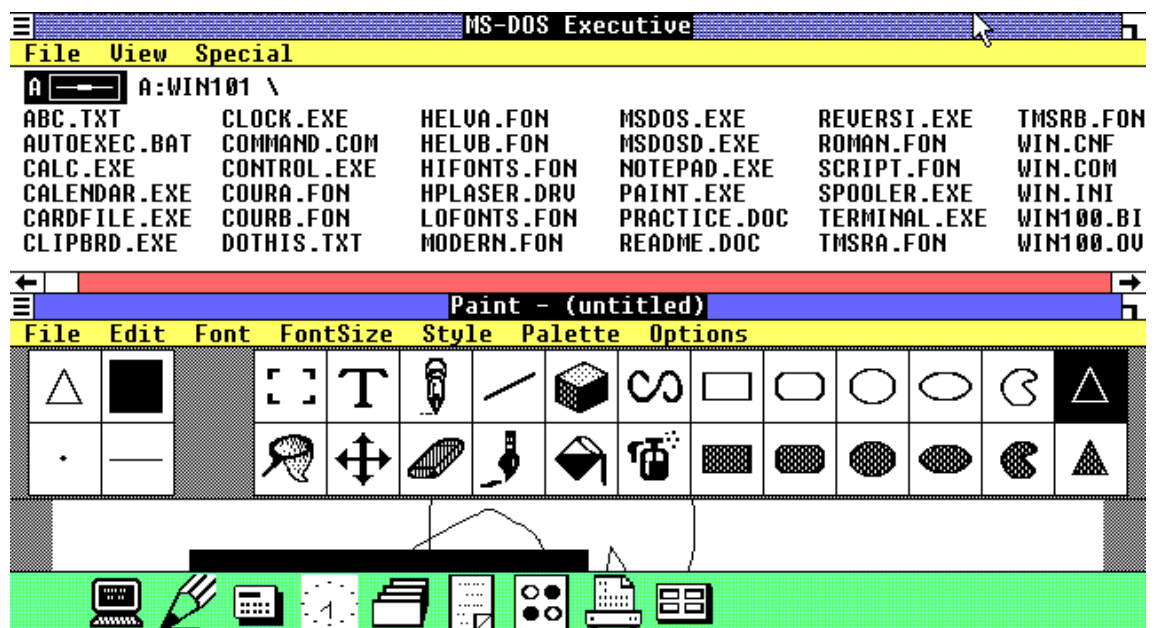 MS-DOS Executive
File View Special
A A:WIN101 \
ABC.TXT CLOCK.EXE HELVA.FON MSDOS.EXE REVERSI.EXE TMSRB.FON
AUTOEXEC.BAT COMMAND.COM HELVB.FON MSDOSD.EXE ROMAN.FON WIN.CNF
CALC.EXE CONTROL.EXE HIFONTS.FON NOTEPAD.EXE SCRIPT.FON WIN.COM
CALENDAR.EXE COURA.FON HPLASER.DRV PAINT.EXE SPOOLER.EXE WIN.INI
CARDFILE.EXE COURB.FON LOFONTS.FON PRACTICE.DOC TERMINAL.EXE WIN100.BI
CLIPBRD.EXE DOTHIS.TXT MODERN.FON README.DOC TMSRA.FON WIN100.OV
Paint - (untitled)
File Edit Font FontSize Style Palette Options
T